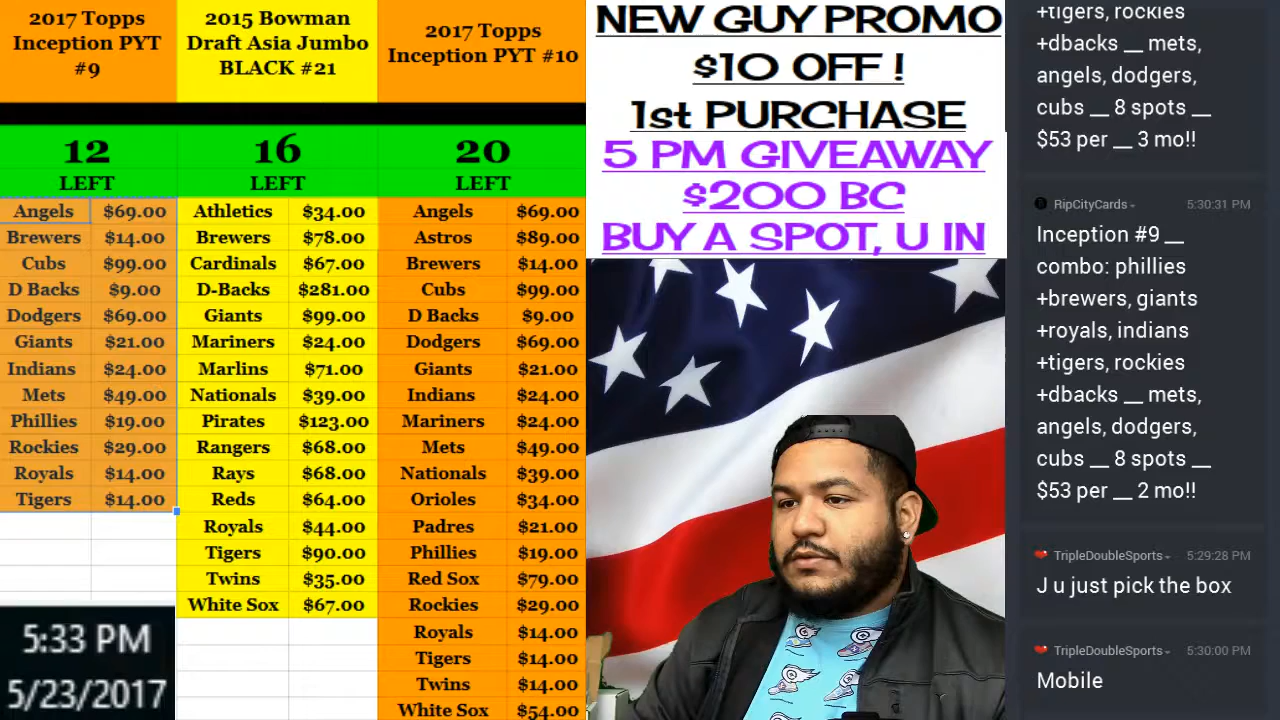 2017 Topps
Inception PYT
#9
12
LEFT
Angels $69.00
Brewers $14.00
Cubs $99.00
D Backs $9.00
Dodgers $69.00
Giants $21.00
Indians $24.00
Mets $49.00
Phillies $19.00
Rockies $29.00
Royals $14.00
Tigers $14.00
5:33 PM
5/23/2017
2015 Bowman
Draft Asia Jumbo
BLACK #21
16
LEFT
Athletics $34.00
Brewers $78.00
Cardinals $67.00
D-Backs $281.00
Giants $99.00
Mariners $24.00
Marlins $71.00
Nationals $39.00
Pirates $123.00
Rangers $68.00
Rays $68.00
Reds $64.00
Royals $44.00
Tigers $90.00
Twins $35.00
White Sox $67.00
2017 Topps
Inception PYT #10
20
LEFT
Angels $69.00
Astros $89.00
Brewers $14.00
Cubs $99.00
D Backs $9.00
Dodgers $69.00
Giants $21.00
Indians $24.00
Mariners $24.00
Mets $49.00
Nationals $39.00
Orioles $34.00
Padres $21.00
Phillies $19.00
Red Sox $79.00
Rockies $29.00
Royals $14.00
Tigers $14.00
Twins $14.00
White Sox $54.00
NEW GUY PROMO
$10 OFF !
1st PURCHASE
5 PM GIVEAWAY
$200 BC
BUY A SPOT, U IN
+tigers, rockies
+dbacks __ mets,
angels, dodgers,
cubs __ 8 spots __
$53 per __ 3 mo!!
RipCityCards 5:30:31 PM
Inception #9 __
combo: phillies
+brewers, giants
+royals, indians
+tigers, rockies
+dbacks __ mets,
angels, dodgers,
cubs __ 8 spots __
$53 per __ 2 mo!!
TripleDoubleSports 5:29:28 PM
J u just pick the box
TripleDoubleSports 5:30:00 PM
Mobile